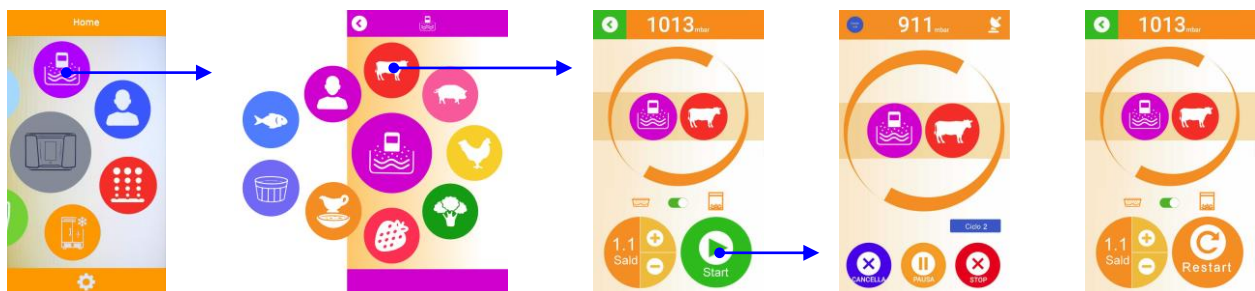 Home
1013 mbar
1.1
Sald
Start
911 mbar
Ciclo 2
CANCELLA
PAUSA
STOP
1013 mbar
1.1
Sald
Restart